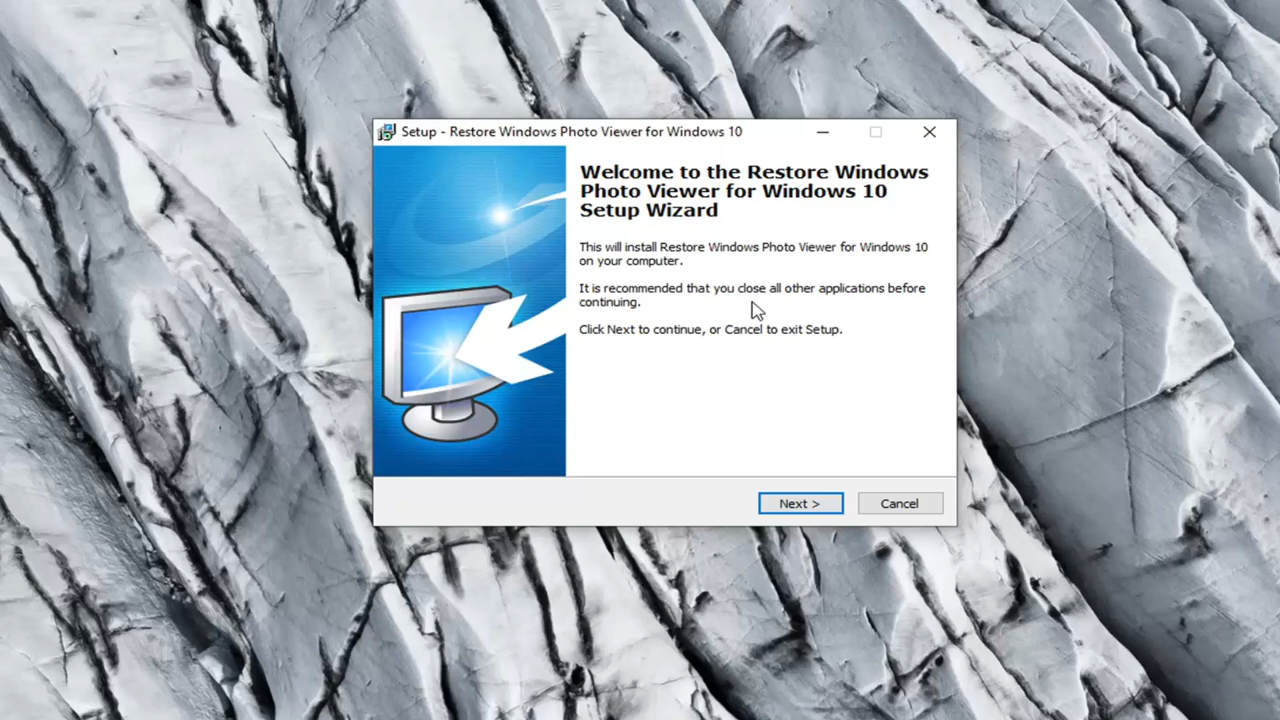 Setup - Restore Windows Photo Viewer for Windows 10
Welcome to the Restore Windows
Photo Viewer for Windows 10
Setup Wizard
This will install Restore Windows Photo Viewer for Windows 10
on your computer.
It is recommended that you close all other applications before
continuing.
Click Next to continue, or Cancel to exit Setup.
Next >
Cancel